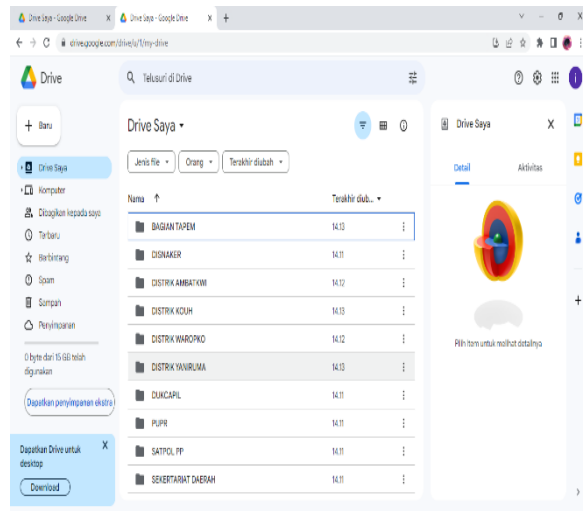 Drive Saya - Google Drive
Drive Saya - Google Drive
drive.google.com/drive/u/1/my-drive
Drive
Telusuri di Drive
i
Baru
Drive Saya
Komputer
Dibagikan kepada saya
Terbaru
Berbintang
Spam
Sampah
Penyimpanan
0 byte dari 15 GB telah
digunakan
Dapatkan penyimpanan ekstra
Dapatkan Drive untuk
desktop
Download
Drive Saya
Jenis file
Orang
Terakhir diubah
Nama
Terakhir diub...
BAGIAN TAPEM 14.13
DISNAKER 14.11
DISTRIK AMBATKWI 14.12
DISTRIK KOUH 14.13
DISTRIK WAROPKO 14.12
DISTRIK YANIRUMA 14.13
DUKCAPIL 14.11
PUPR 14.11
SATPOL PP 14.11
SEKERTARIAT DAERAH 14.11
Drive Saya
Detail
Aktivitas
Pilih item untuk melihat detailnya